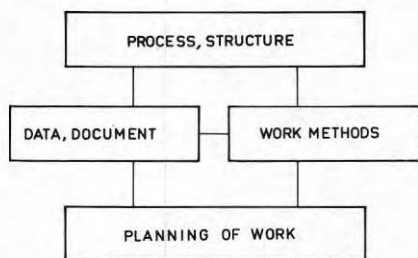 PROCESS, STRUCTURE
DATA, DOCUMENT
WORK METHODS
PLANNING OF WORK